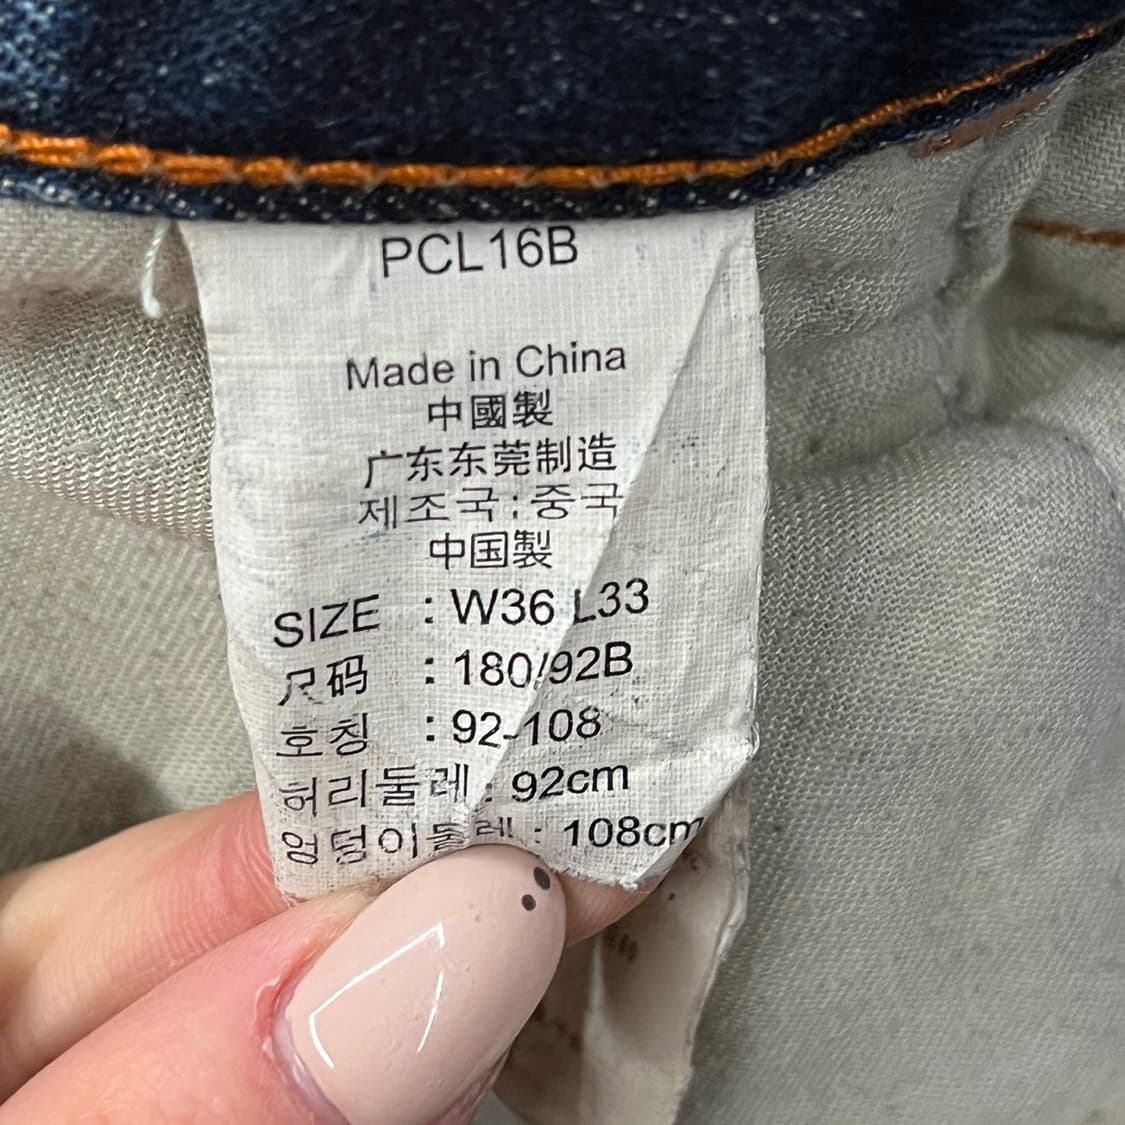 PCL16B
Made in China
中國製
广东东莞制造
제조국:중국
中国製
SIZE : W36 L33
尺码 : 180/92B
호칭 : 92-108
허리둘레 : 92cm
엉덩이둘레 : 108cm